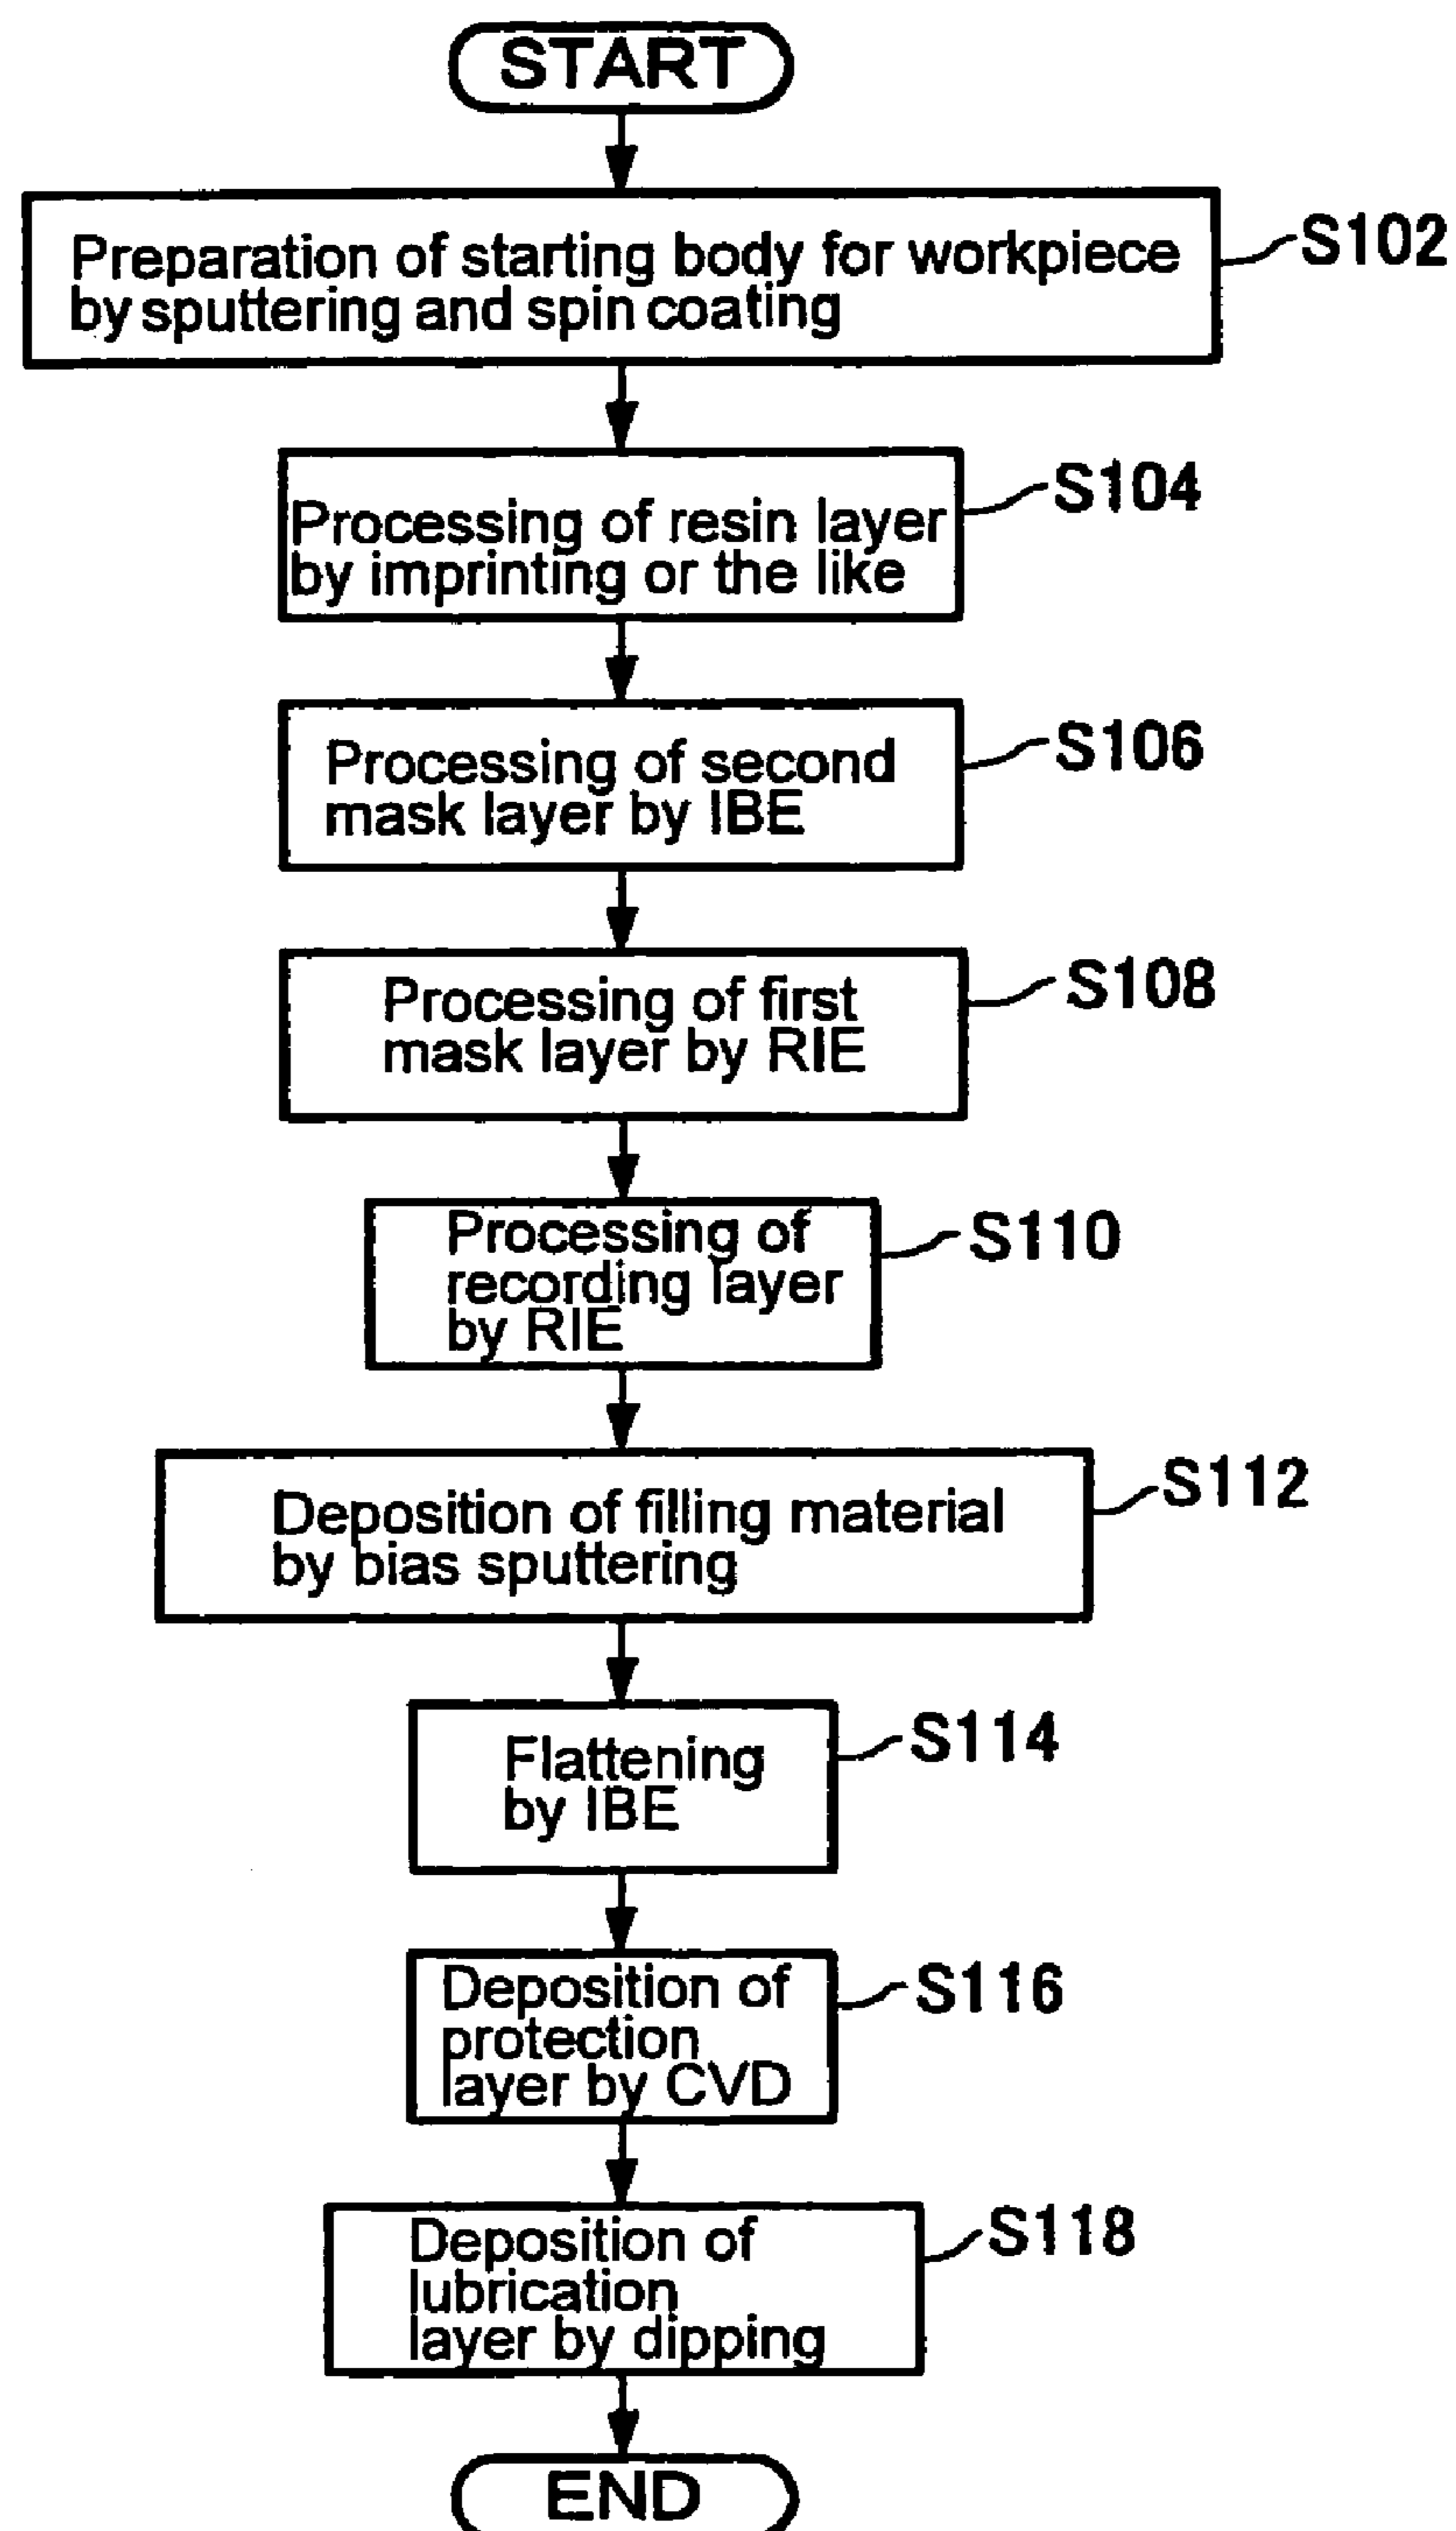 START
Preparation of starting body for workpiece
by sputtering and spin coating
S102
Processing of resin layer
by imprinting or the like
S104
Processing of second
mask layer by IBE
S106
Processing of first
mask layer by RIE
S108
Processing of
recording layer
by RIE
S110
Deposition of filling material
by bias sputtering
S112
Flattening
by IBE
S114
Deposition of
protection
layer by CVD
S116
Deposition of
lubrication
layer by dipping
S118
END